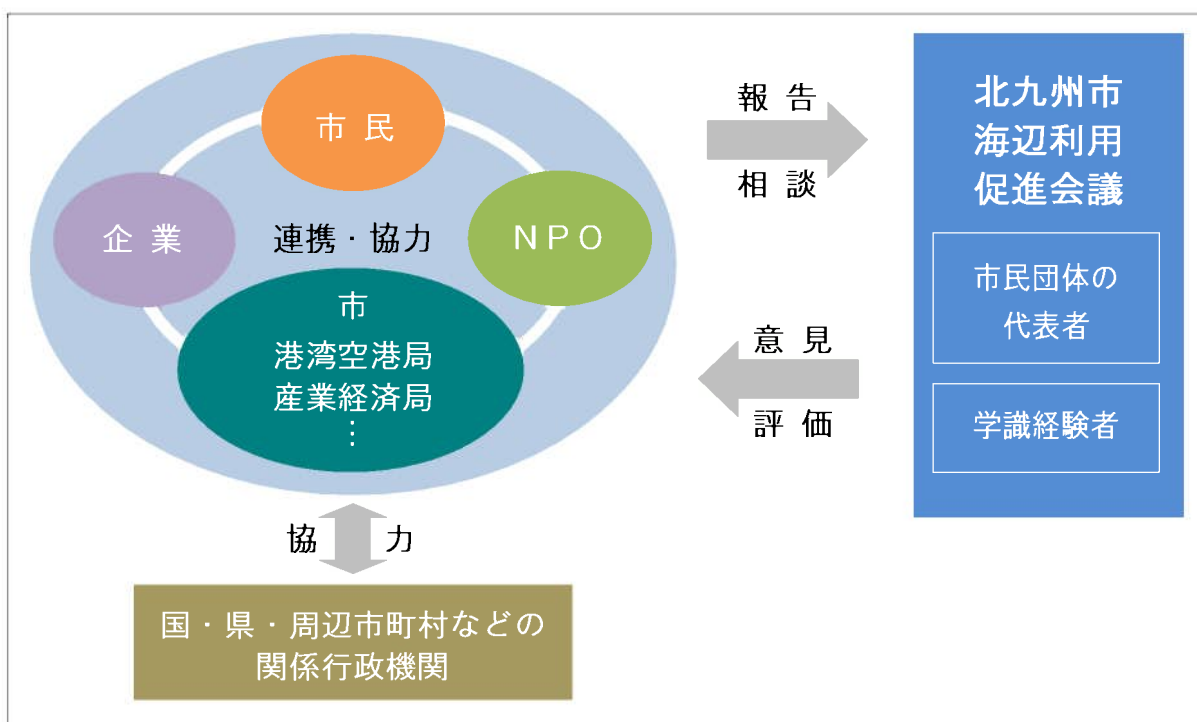 市民
企業
連携・協力
NPO
市
港湾空港局
産業経済局
…
報告
相談
意見
評価
北九州市
海辺利用
促進会議
市民団体の
代表者
学識経験者
協力
国・県・周辺市町村などの
関係行政機関